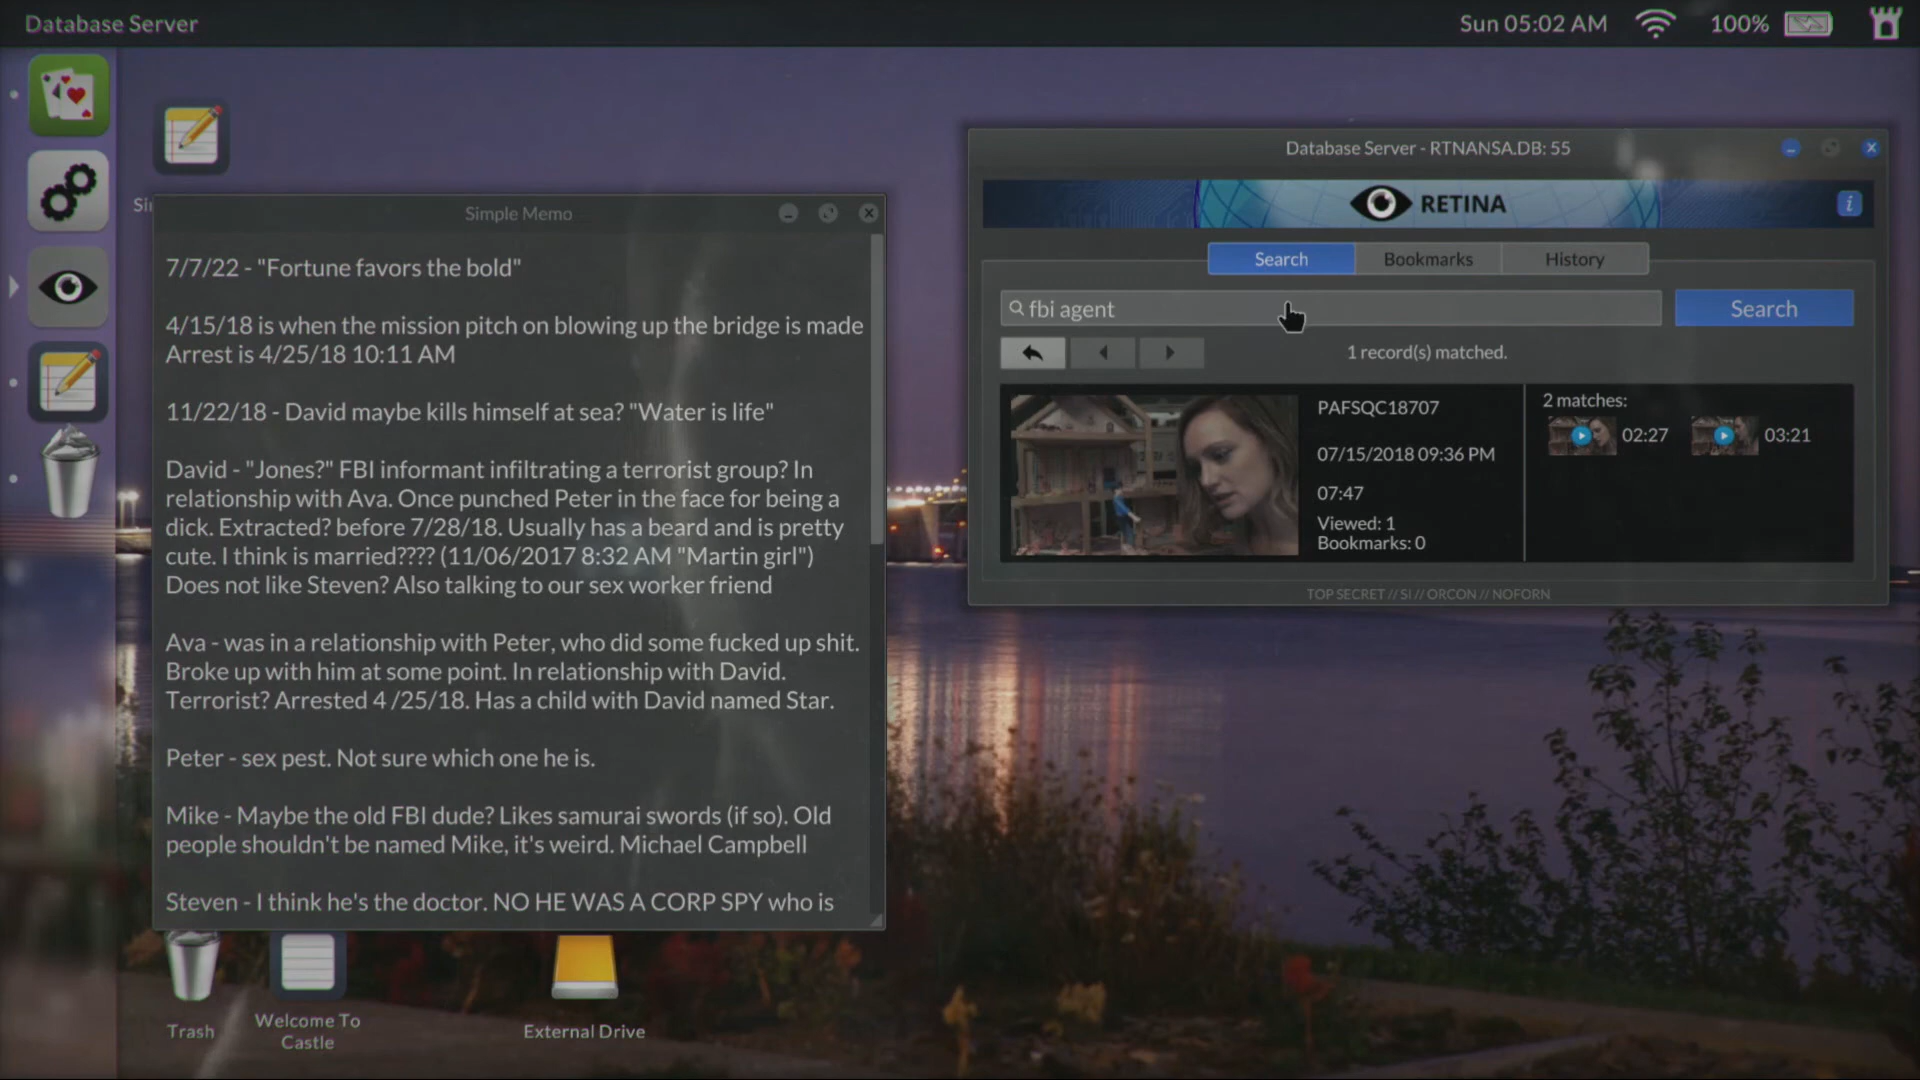 Database Server
Sun 05:02 AM
100%
Simple Memo
7/7/22 - "Fortune favors the bold"
4/15/18 is when the mission pitch on blowing up the bridge is made
Arrest is 4/25/18 10:11 AM
11/22/18 - David maybe kills himself at sea? "Water is life"
David - "Jones?" FBI informant infiltrating a terrorist group? In
relationship with Ava. Once punched Peter in the face for being a
dick. Extracted? before 7/28/18. Usually has a beard and is pretty
cute. I think is married???? (11/06/2017 8:32 AM "Martin girl")
Does not like Steven? Also talking to our sex worker friend
Ava - was in a relationship with Peter, who did some fucked up shit.
Broke up with him at some point. In relationship with David.
Terrorist? Arrested 4 /25/18. Has a child with David named Star.
Peter - sex pest. Not sure which one he is.
Mike - Maybe the old FBI dude? Likes samurai swords (if so). Old
people shouldn't be named Mike, it's weird. Michael Campbell
Steven - I think he's the doctor. NO HE WAS A CORP SPY who is
Trash
Welcome To
Castle
External Drive
Database Server - RTNANSA.DB: 55
RETINA
i
Search
Bookmarks
History
fbi agent
Search
1 record(s) matched.
PAFSQC18707
07/15/2018 09:36 PM
07:47
Viewed: 1
Bookmarks: 0
2 matches:
02:27
03:21
TOP SECRET // SI // ORCON // NOFORN